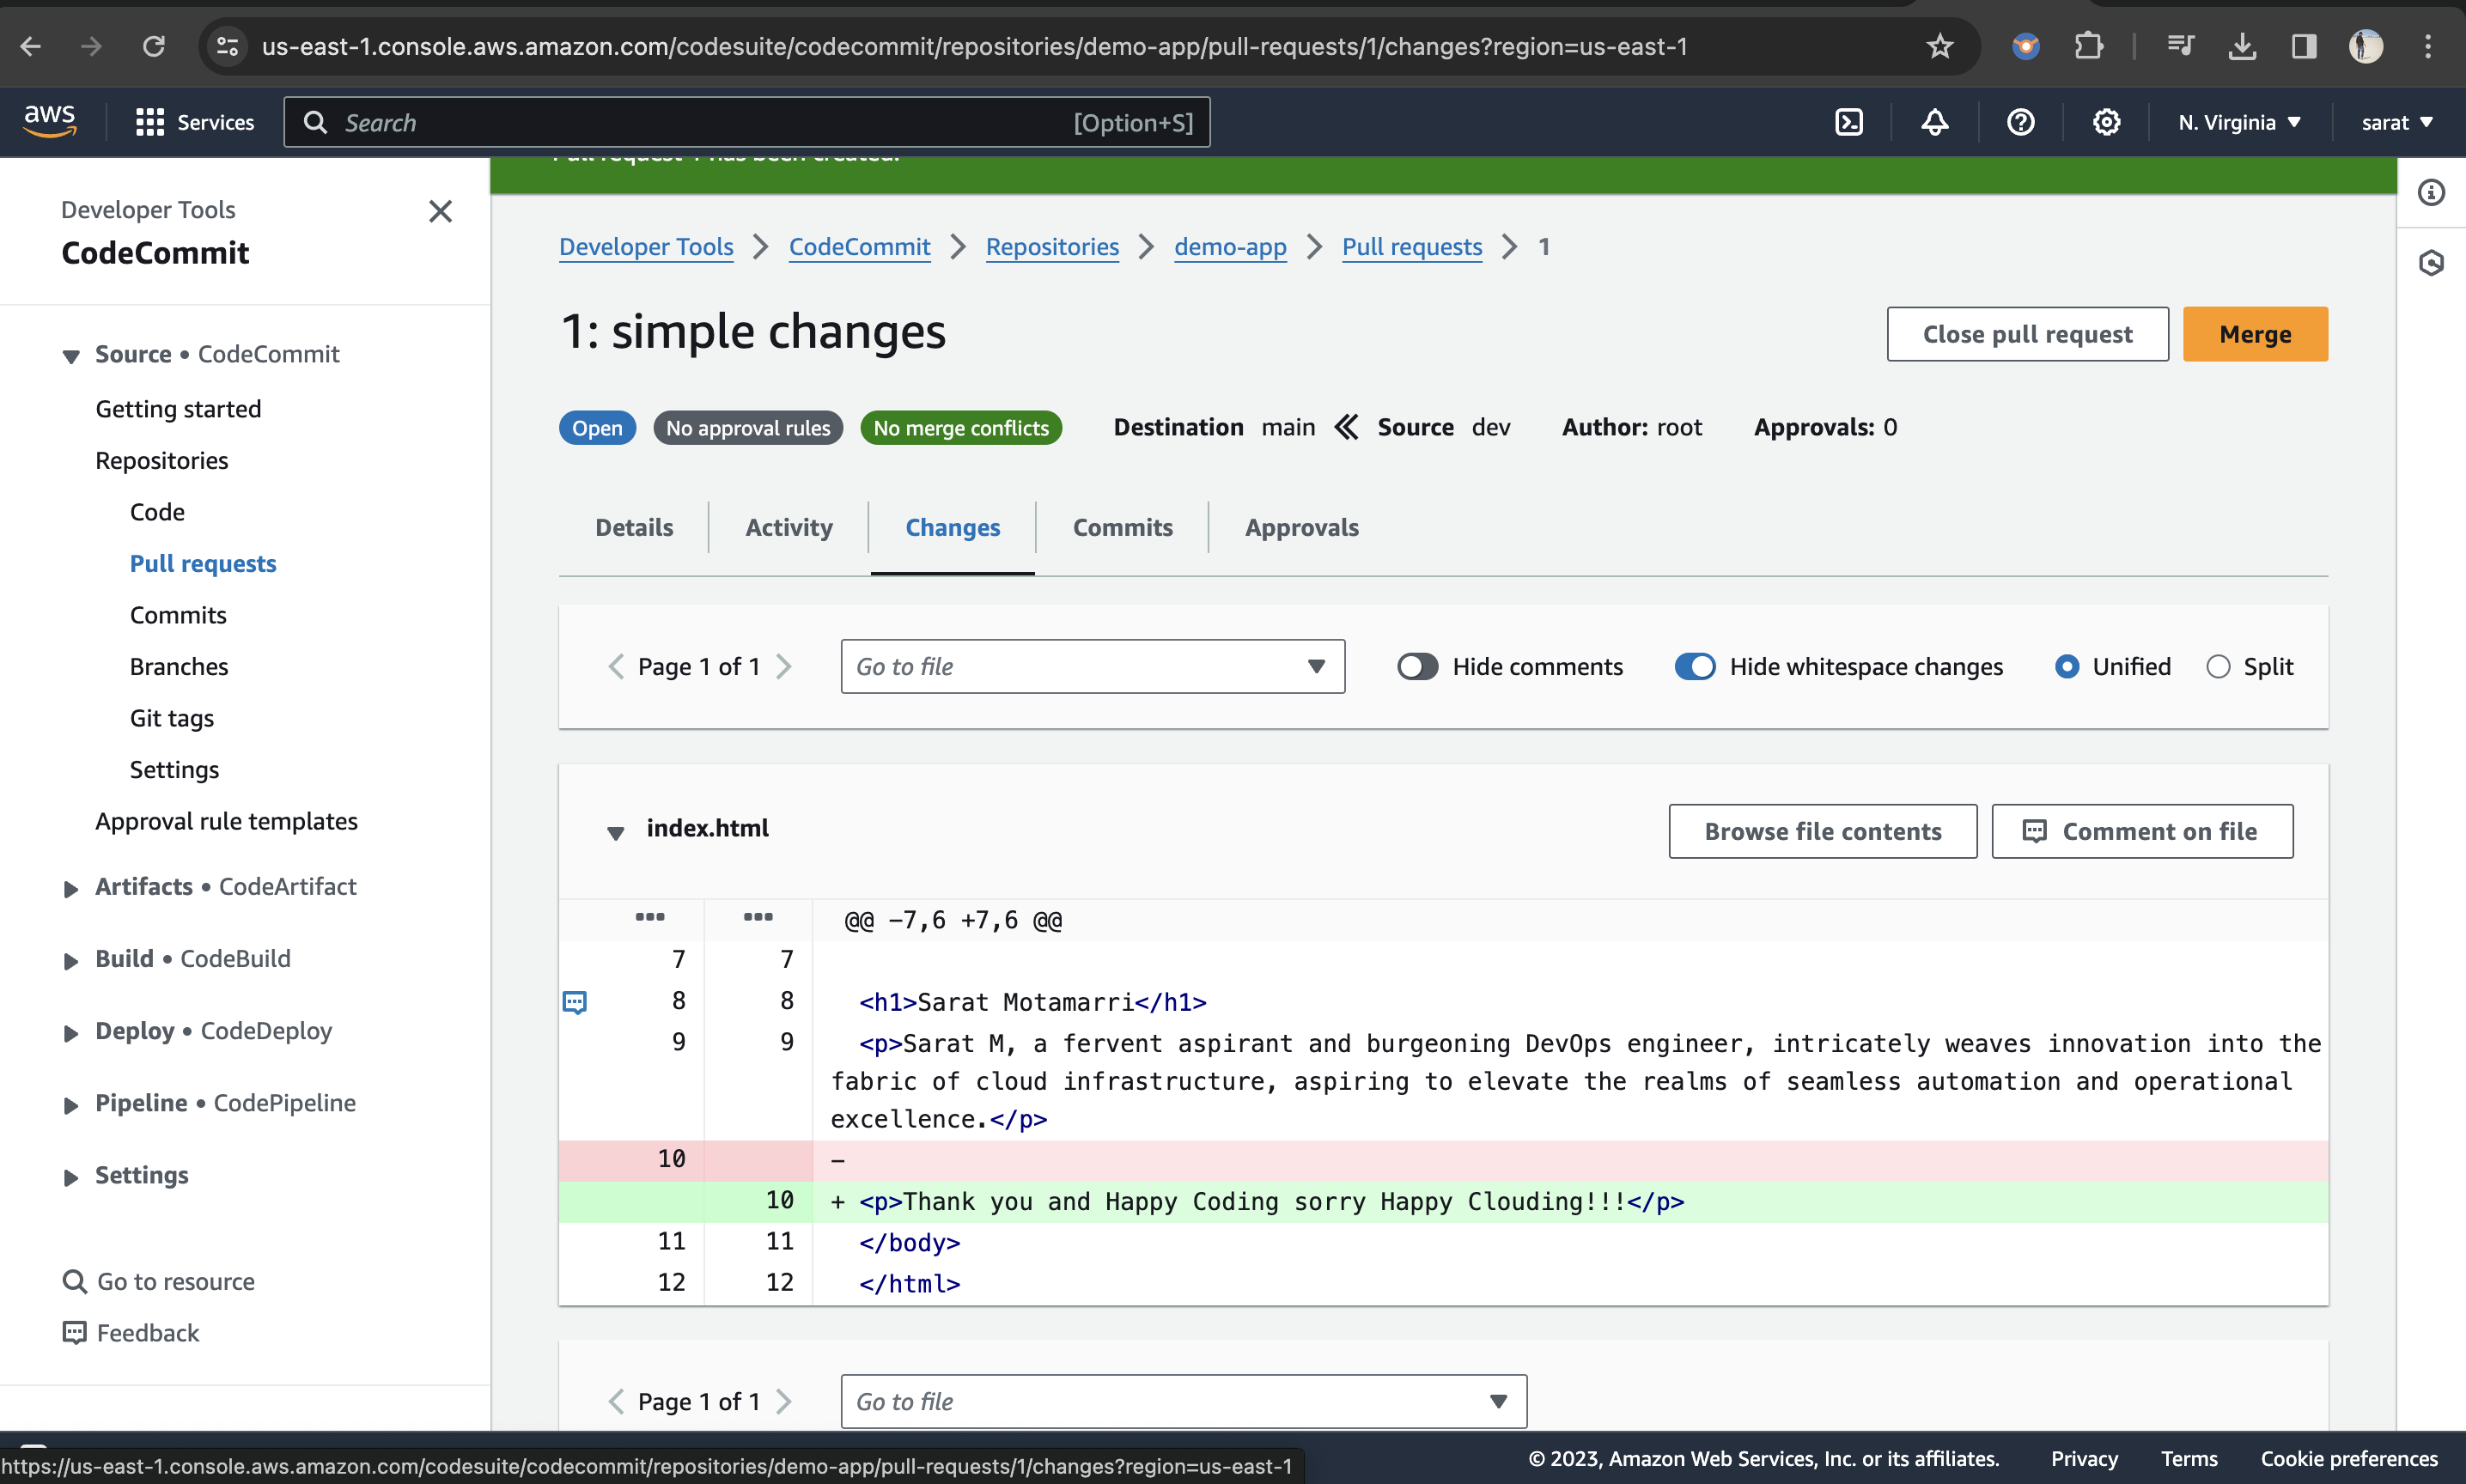 us-east-1.console.aws.amazon.com/codesuite/codecommit/repositories/demo-app/pull-requests/1/changes?region=us-east-1
aws
Services
Search
[Option+S]
N. Virginia
sarat
Pull request 1 has been created.
Developer Tools
CodeCommit
Source • CodeCommit
Getting started
Repositories
Code
Pull requests
Commits
Branches
Git tags
Settings
Approval rule templates
Artifacts • CodeArtifact
Build • CodeBuild
Deploy • CodeDeploy
Pipeline • CodePipeline
Settings
Go to resource
Feedback
Developer Tools > CodeCommit > Repositories > demo-app > Pull requests > 1
1: simple changes
Close pull request
Merge
Open
No approval rules
No merge conflicts
Destination main
Source dev
Author: root
Approvals: 0
Details
Activity
Changes
Commits
Approvals
Page 1 of 1
Go to file
Hide comments
Hide whitespace changes
Unified
Split
index.html
Browse file contents
Comment on file
@@ -7,6 +7,6 @@
7 7
8 8 <h1>Sarat Motamarri</h1>
9 9 <p>Sarat M, a fervent aspirant and burgeoning DevOps engineer, intricately weaves innovation into the
fabric of cloud infrastructure, aspiring to elevate the realms of seamless automation and operational
excellence.</p>
10 -
10 + <p>Thank you and Happy Coding sorry Happy Clouding!!!</p>
11 11 </body>
12 12 </html>
Page 1 of 1
Go to file
https://us-east-1.console.aws.amazon.com/codesuite/codecommit/repositories/demo-app/pull-requests/1/changes?region=us-east-1
© 2023, Amazon Web Services, Inc. or its affiliates.
Privacy
Terms
Cookie preferences